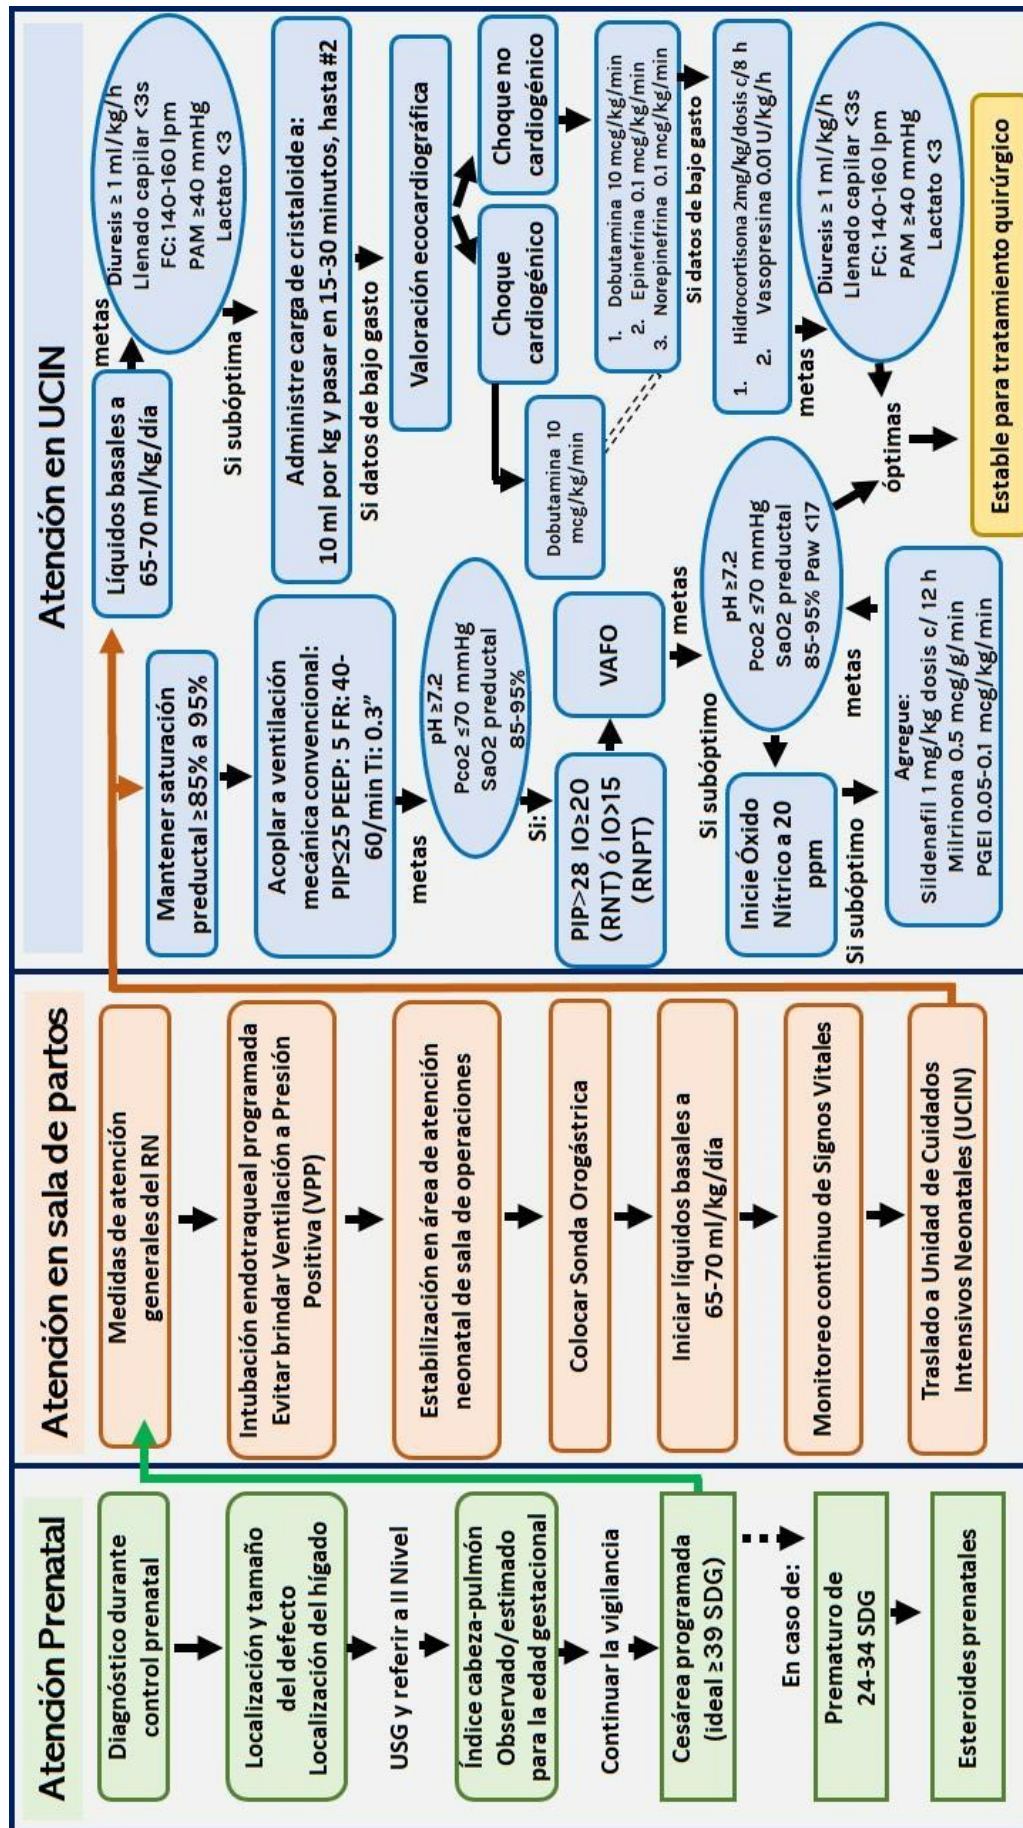 Atención Prenatal
Diagnóstico durante
control prenatal
Localización y tamaño
del defecto
Localización del hígado
USG y referir a II Nivel
Índice cabeza-pulmón
Observado/estimado
para la edad gestacional
Continuar la vigilancia
Cesárea programada
(ideal ≥39 SDG)
En caso de:
Prematuro de
24-34 SDG
Esteroides prenatales
Atención en sala de partos
Medidas de atención
generales del RN
Intubación endotraqueal programada
Evitar brindar Ventilación a Presión
Positiva (VPP)
Estabilización en área de atención
neonatal de sala de operaciones
Colocar Sonda Orogástrica
Iniciar líquidos basales a
65-70 ml/kg/día
Monitoreo continuo de Signos Vitales
Traslado a Unidad de Cuidados
Intensivos Neonatales (UCIN)
Atención en UCIN
Mantener saturación
preductal ≥85% a 95%
Acoplar a ventilación
mecánica convencional:
PIP≤25 PEEP: 5 FR: 40-
60/min Ti: 0.3”
metas
pH ≥7.2
Pco2 ≤70 mmHg
SaO2 preductal
85-95%
Si:
PIP>28 IO≥20
(RNT) ó IO>15
(RNPT)
VAFO
metas
pH ≥7.2
Pco2 ≤70 mmHg
SaO2 preductal
85-95% Paw <17
Si subóptimo
Inicie Óxido
Nítrico a 20
ppm
Si subóptimo
Agregue:
Sildenafil 1 mg/kg dosis c/ 12 h
Milrinona 0.5 mcg/g/min
PGEI 0.05-0.1 mcg/kg/min
metas
Líquidos basales a
65-70 ml/kg/día
metas
Diuresis ≥ 1 ml/kg/h
Llenado capilar <3s
FC: 140-160 lpm
PAM ≥40 mmHg
Lactato <3
Si subóptima
Administre carga de cristaloide a:
10 ml por kg y pasar en 15-30 minutos, hasta #2
Si datos de bajo gasto
Valoración ecocardiográfica
Choque
cardiogénico
Choque no
cardiogénico
Dobutamina 10
mcg/kg/min
1. Dobutamina 10 mcg/kg/min
2. Epinefrina 0.1 mcg/kg/min
3. Norepinefrina 0.1 mcg/kg/min
Si datos de bajo gasto
1. Hidrocortisona 2mg/kg/dosis c/8 h
2. Vasopresina 0.01 U/kg/h
metas
Diuresis ≥ 1 ml/kg/h
Llenado capilar <3s
FC: 140-160 lpm
PAM ≥40 mmHg
Lactato <3
óptimas
Estable para tratamiento quirúrgico